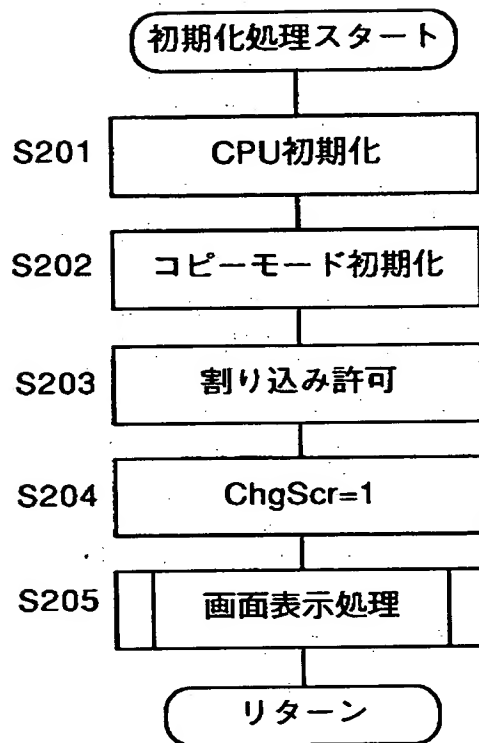 初期化処理スタート
S201 CPU初期化
S202 コピーモード初期化
S203 割り込み許可
S204 ChgScr=1
S205 画面表示処理
リターン